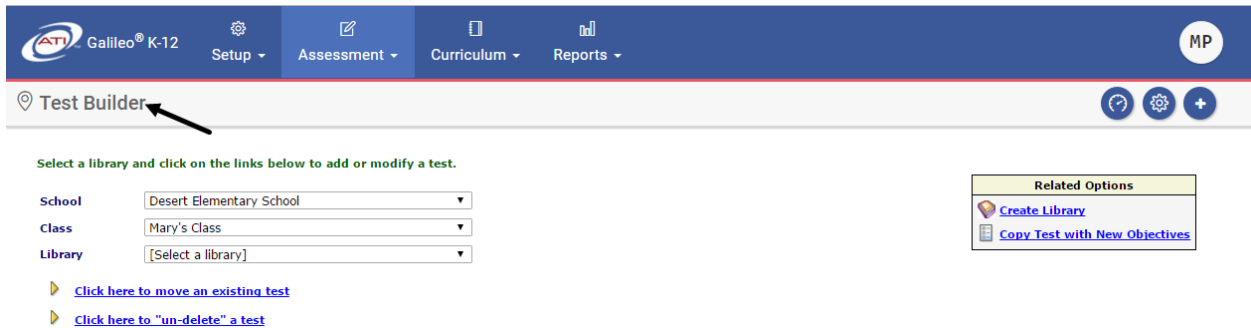 ATI Galileo® K-12
Setup
Assessment
Curriculum
Reports
MP
Test Builder
Select a library and click on the links below to add or modify a test.
School Desert Elementary School
Class Mary's Class
Library [Select a library]
Click here to move an existing test
Click here to "un-delete" a test
Related Options
Create Library
Copy Test with New Objectives